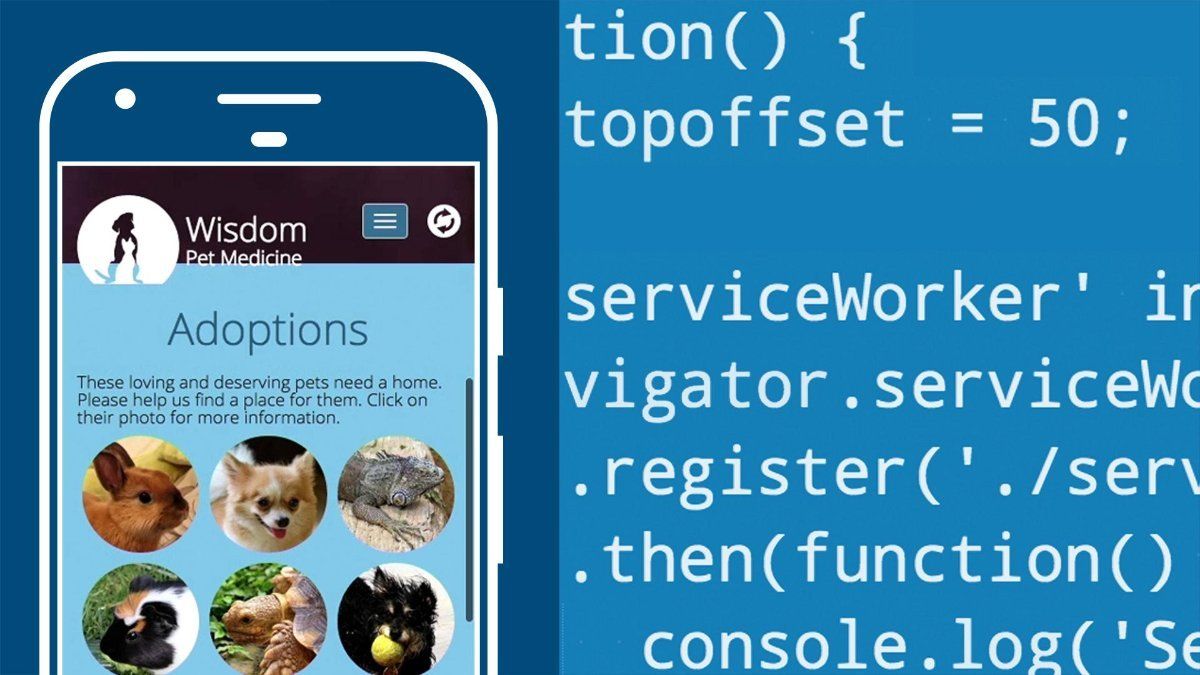 Wisdom
Pet Medicine
Adoptions
These loving and deserving pets need a home.
Please help us find a place for them. Click on
their photo for more information.
tion() {
topoffset = 50;
serviceWorker' in
vigator.serviceWo
.register('./serv
.then(function()
console.log('Se